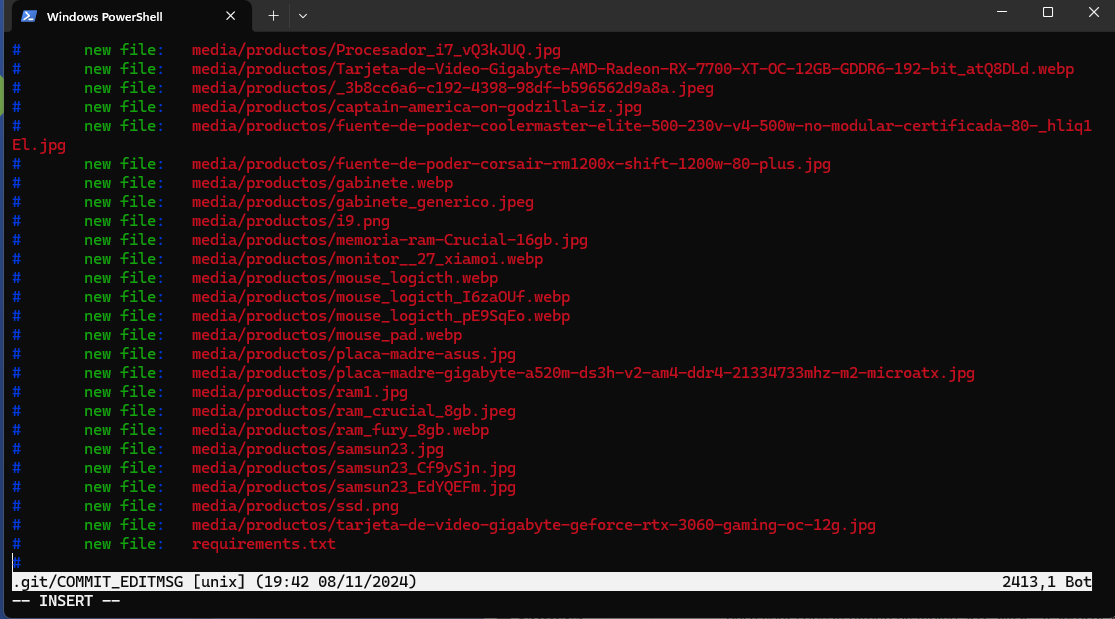 Windows PowerShell
# new file: media/productos/Procesador_i7_vQ3kJUQ.jpg
# new file: media/productos/Tarjeta-de-Video-Gigabyte-AMD-Radeon-RX-7700-XT-OC-12GB-GDDR6-192-bit_atQ8DLd.webp
# new file: media/productos/_3b8cc6a6-c192-4398-98df-b596562d9a8a.jpeg
# new file: media/productos/captain-america-on-godzilla-iz.jpg
# new file: media/productos/fuente-de-poder-coolermaster-elite-500-230v-v4-500w-no-modular-certificada-80-_hliq1
El.jpg
# new file: media/productos/fuente-de-poder-corsair-rm1200x-shift-1200w-80-plus.jpg
# new file: media/productos/gabinete.webp
# new file: media/productos/gabinete_generico.jpeg
# new file: media/productos/i9.png
# new file: media/productos/memoria-ram-Crucial-16gb.jpg
# new file: media/productos/monitor__27_xiamoi.webp
# new file: media/productos/mouse_logicth.webp
# new file: media/productos/mouse_logicth_I6zaOUf.webp
# new file: media/productos/mouse_logicth_pE9SqEo.webp
# new file: media/productos/mouse_pad.webp
# new file: media/productos/placa-madre-asus.jpg
# new file: media/productos/placa-madre-gigabyte-a520m-ds3h-v2-am4-ddr4-21334733mhz-m2-microatx.jpg
# new file: media/productos/ram1.jpg
# new file: media/productos/ram_crucial_8gb.jpeg
# new file: media/productos/ram_fury_8gb.webp
# new file: media/productos/samsun23.jpg
# new file: media/productos/samsun23_Cf9ySjn.jpg
# new file: media/productos/samsun23_EdYQEFm.jpg
# new file: media/productos/ssd.png
# new file: media/productos/tarjeta-de-video-gigabyte-geforce-rtx-3060-gaming-oc-12g.jpg
# new file: requirements.txt
#
.git/COMMIT_EDITMSG [unix] (19:42 08/11/2024) 2413,1 Bot
-- INSERT --